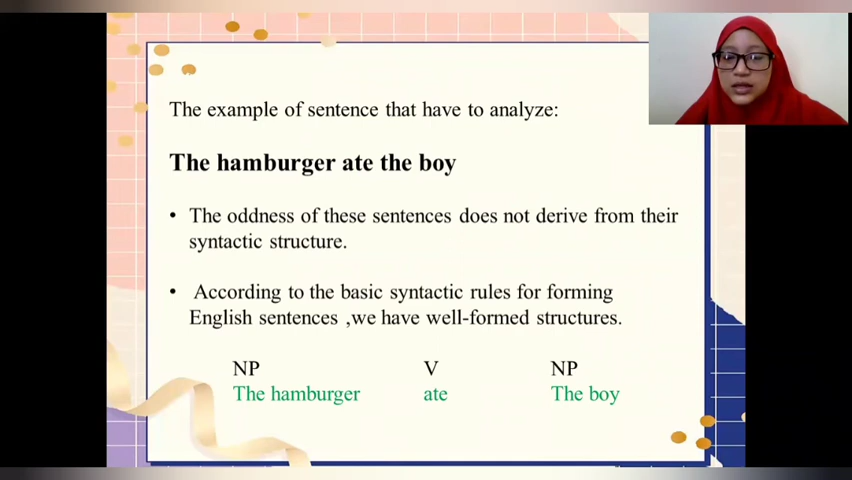 The example of sentence that have to analyze:
The hamburger ate the boy
• The oddness of these sentences does not derive from their
syntactic structure.
• According to the basic syntactic rules for forming
English sentences ,we have well-formed structures.
NP V NP
The hamburger ate The boy